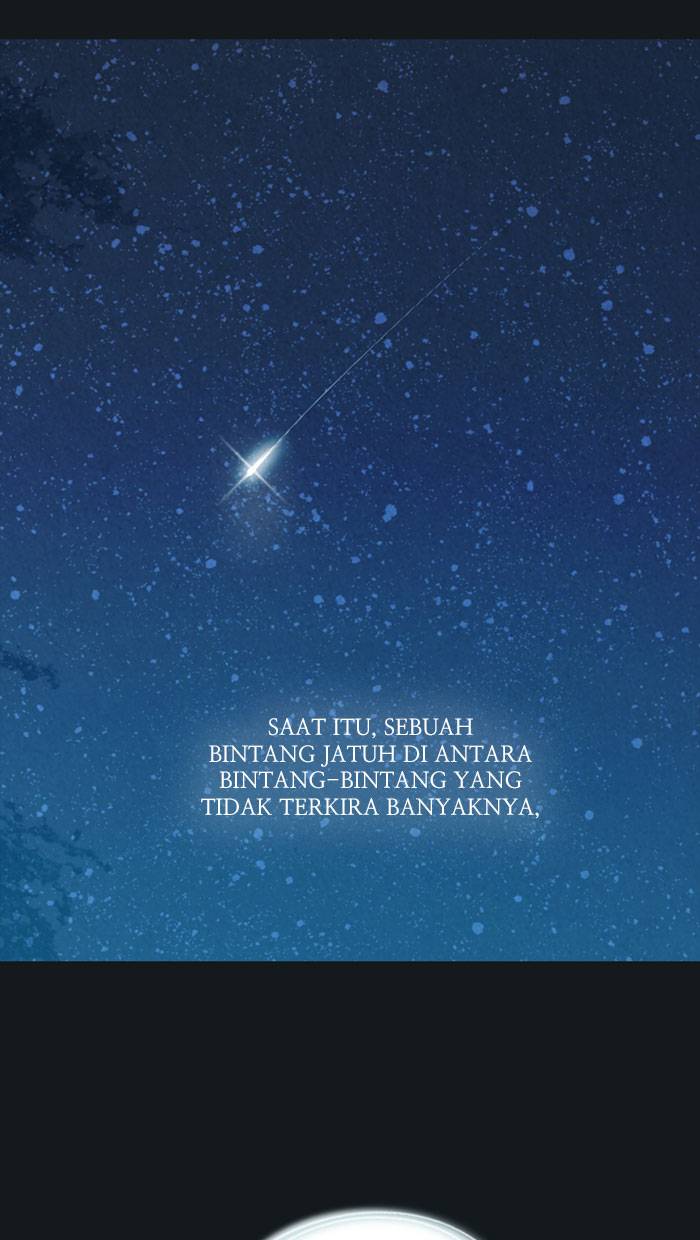 SAAT ITU, SEBUAH
BINTANG JATUH DI ANTARA
BINTANG-BINTANG YANG
TIDAK TERKIRA BANYAKNYA,